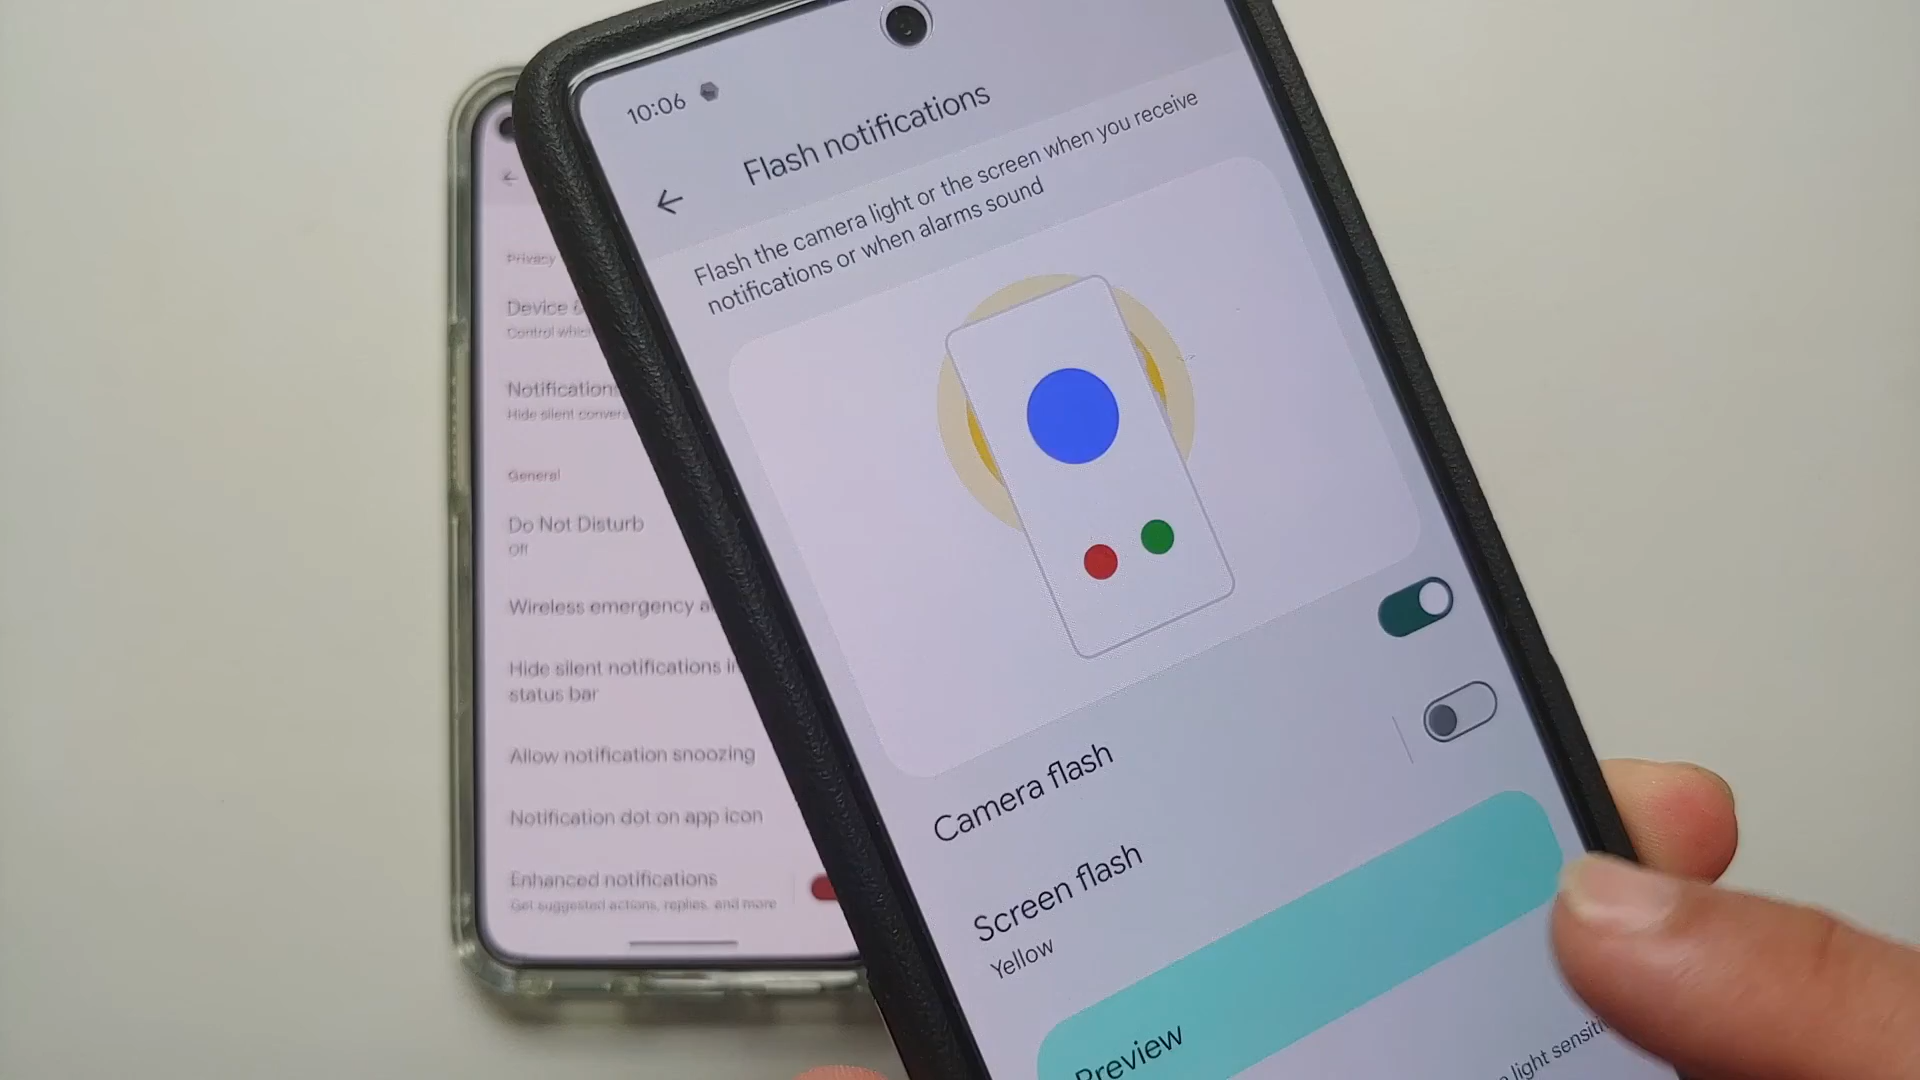 10:06
Flash notifications
Flash the camera light or the screen when you receive
notifications or when alarms sound
Camera flash
Screen flash
Yellow
Preview
light sensiti
Privacy
Device
Control whic
Notifications
Hide silent convers
General
Do Not Disturb
Off
Wireless emergency a
Hide silent notifications in
status bar
Allow notification snoozing
Notification dot on app icon
Enhanced notifications
Get suggested actions, replies, and more